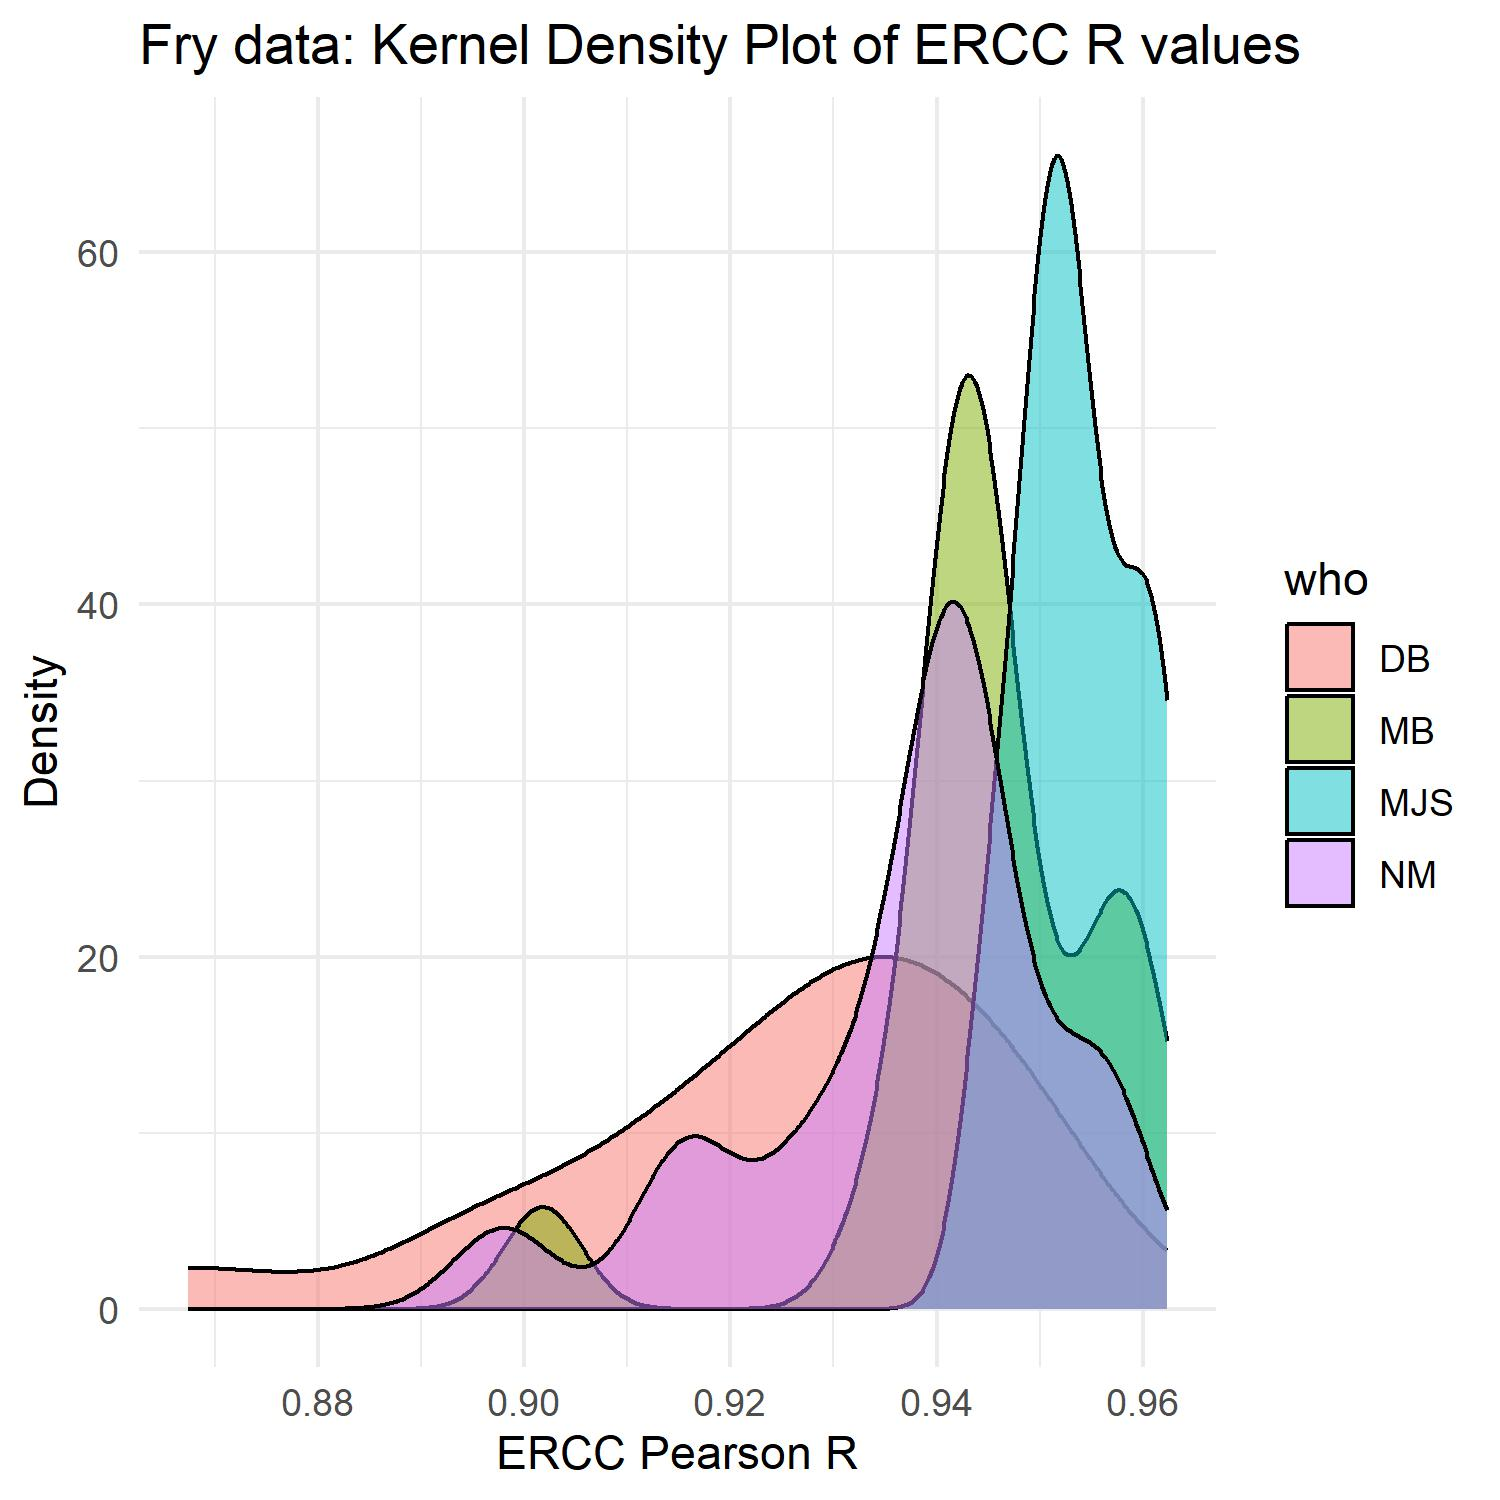 Fry data: Kernel Density Plot of ERCC R values
60
40
20
0
Density
0.88 0.90 0.92 0.94 0.96
ERCC Pearson R
who
DB
MB
MJS
NM